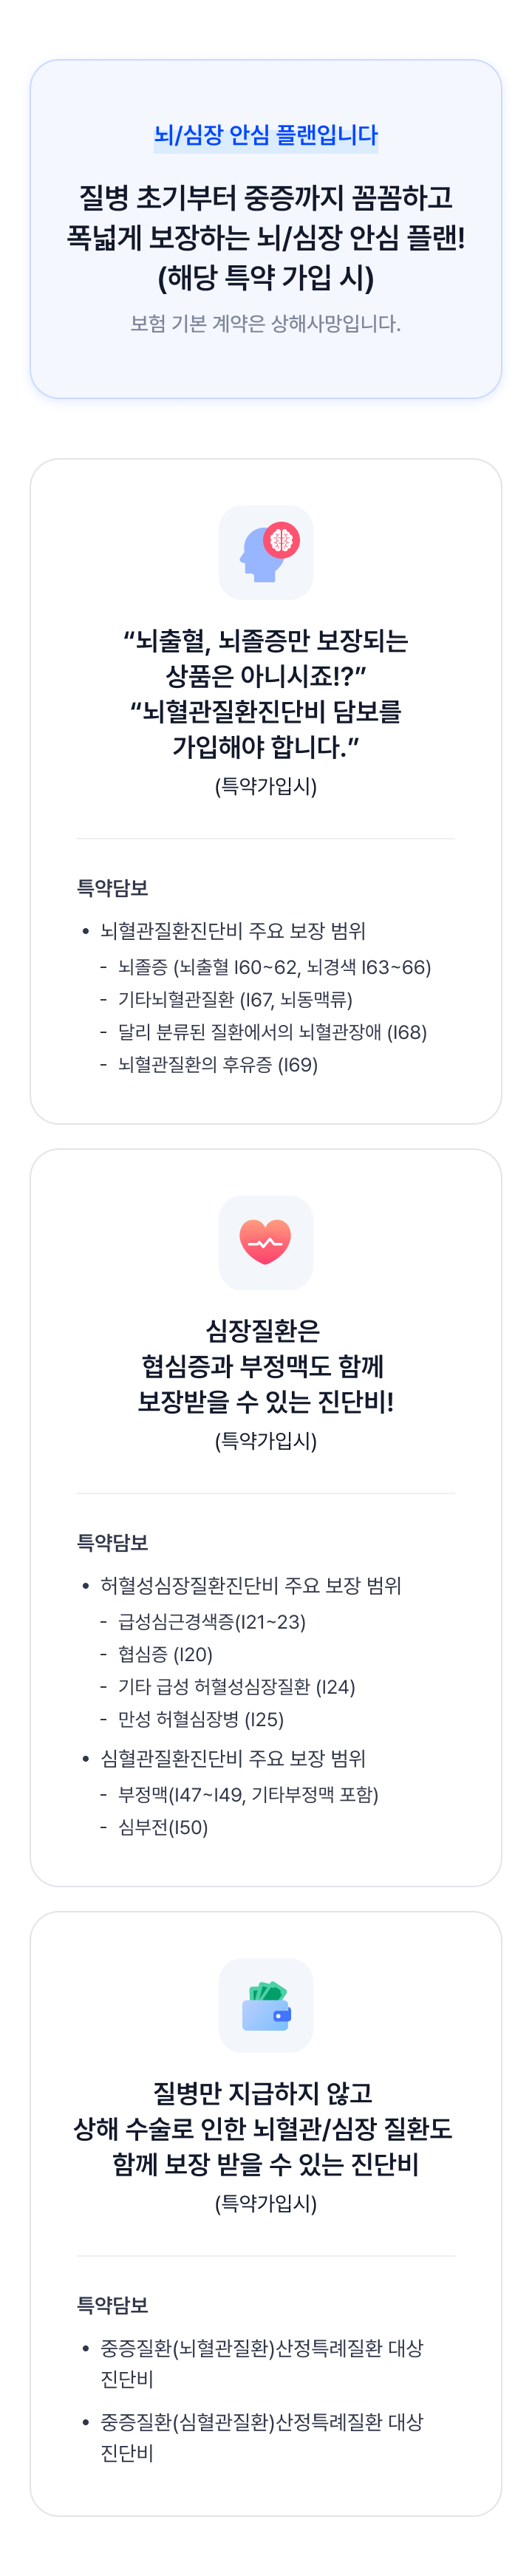 뇌/심장 안심 플랜입니다
질병 초기부터 중증까지 꼼꼼하고
폭넓게 보장하는 뇌/심장 안심 플랜!
(해당 특약 가입 시)
보험 기본 계약은 상해사망입니다.
“뇌출혈, 뇌졸증만 보장되는
상품은 아니시죠!?”
“뇌혈관질환진단비 담보를
가입해야 합니다.”
(특약가입시)
특약담보
• 뇌혈관질환진단비 주요 보장 범위
- 뇌졸증 (뇌출혈 I60~62, 뇌경색 I63~66)
- 기타뇌혈관질환 (I67, 뇌동맥류)
- 달리 분류된 질환에서의 뇌혈관장애 (I68)
- 뇌혈관질환의 후유증 (I69)
심장질환은
협심증과 부정맥도 함께
보장받을 수 있는 진단비!
(특약가입시)
특약담보
• 허혈성심장질환진단비 주요 보장 범위
- 급성심근경색증(I21~23)
- 협심증 (I20)
- 기타 급성 허혈성심장질환 (I24)
- 만성 허혈심장병 (I25)
• 심혈관질환진단비 주요 보장 범위
- 부정맥(I47~I49, 기타부정맥 포함)
- 심부전(I50)
질병만 지급하지 않고
상해 수술로 인한 뇌혈관/심장 질환도
함께 보장 받을 수 있는 진단비
(특약가입시)
특약담보
• 중증질환(뇌혈관질환)산정특례질환 대상
진단비
• 중증질환(심혈관질환)산정특례질환 대상
진단비